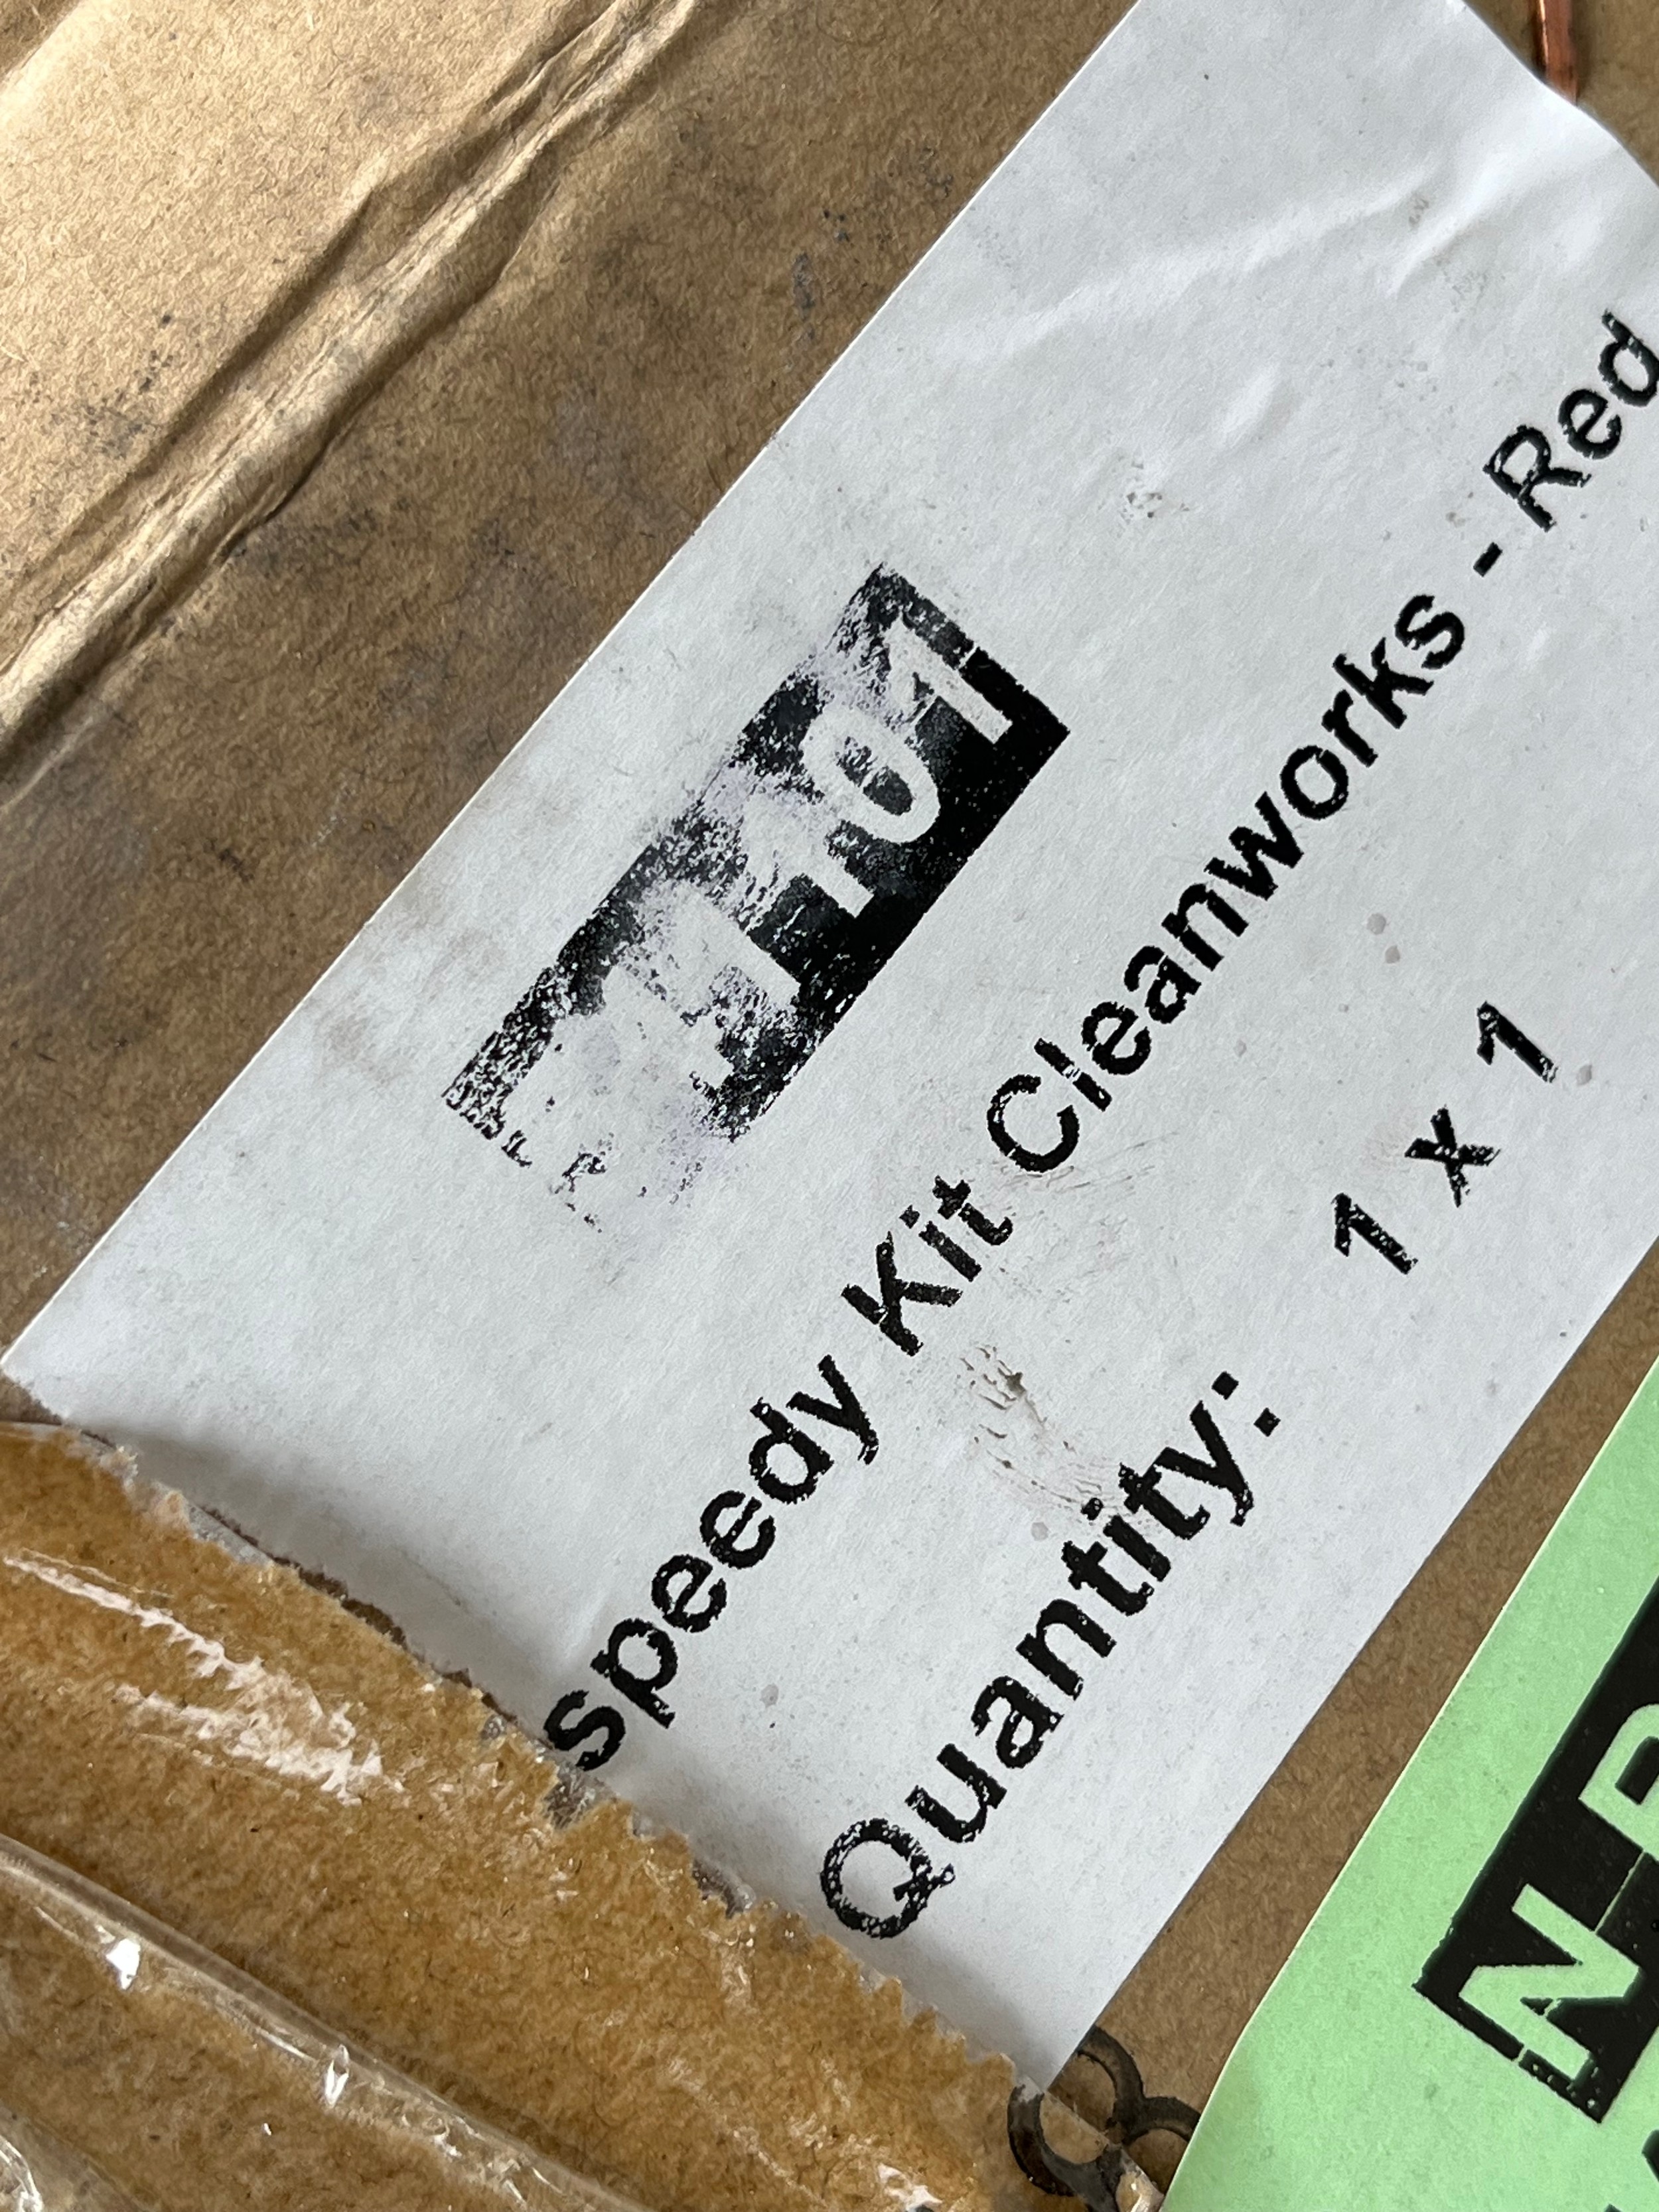 speedy Kit Cleanworks - Red
Quantity: 1 x 1